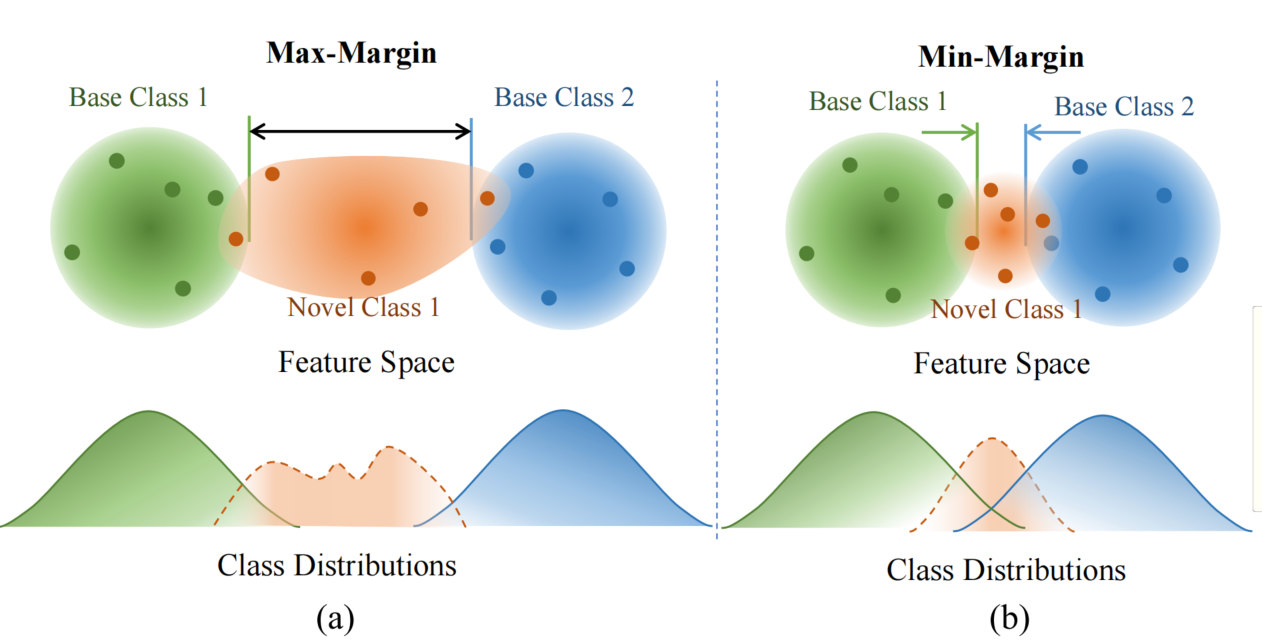 Max-Margin
Base Class 1
Base Class 2
Novel Class 1
Feature Space
Class Distributions
(a)
Min-Margin
Base Class 1
Base Class 2
Novel Class 1
Feature Space
Class Distributions
(b)